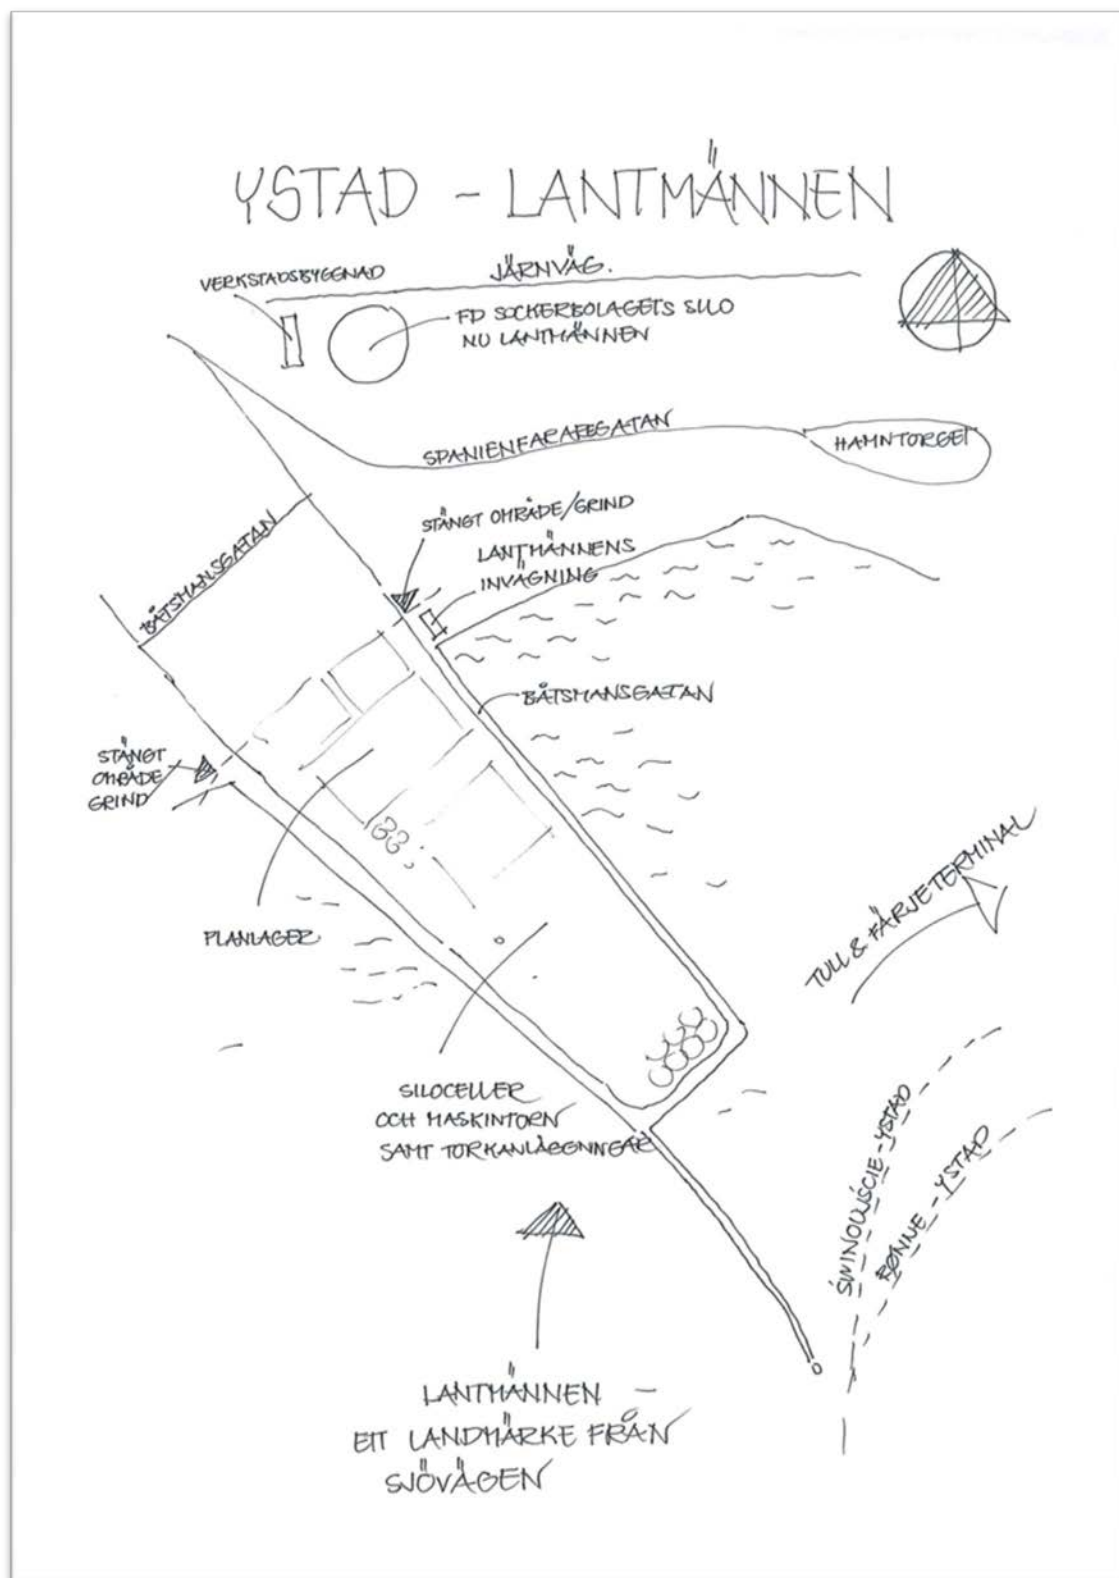 YSTAD - LANTMÄNNEN
VERKSTADSBYGGNAD
JÄRNVÄG.
FD SOCKERBOLAGETS SILO
NU LANTMÄNNEN
SPANIENFARAREGATAN
HAMNTORGET
STÄNGT OMRÅDE/GRIND
LANTMÄNNENS
INVÄGNING
BÅTSMANSGATAN
BÅTSMANSGATAN
STÄNGT
OMRÅDE
GRIND
PLANLAGER
TULL & FÄRJETERMINAL
SILOCELLER
OCH MASKINTORN
SAMT TORKANLÄGGNINGAR
ŚWINOUJŚCIE - YSTAD
RØNNE - YSTAD
LANTMÄNNEN -
ETT LANDMÄRKE FRÅN
SJÖVÄGEN